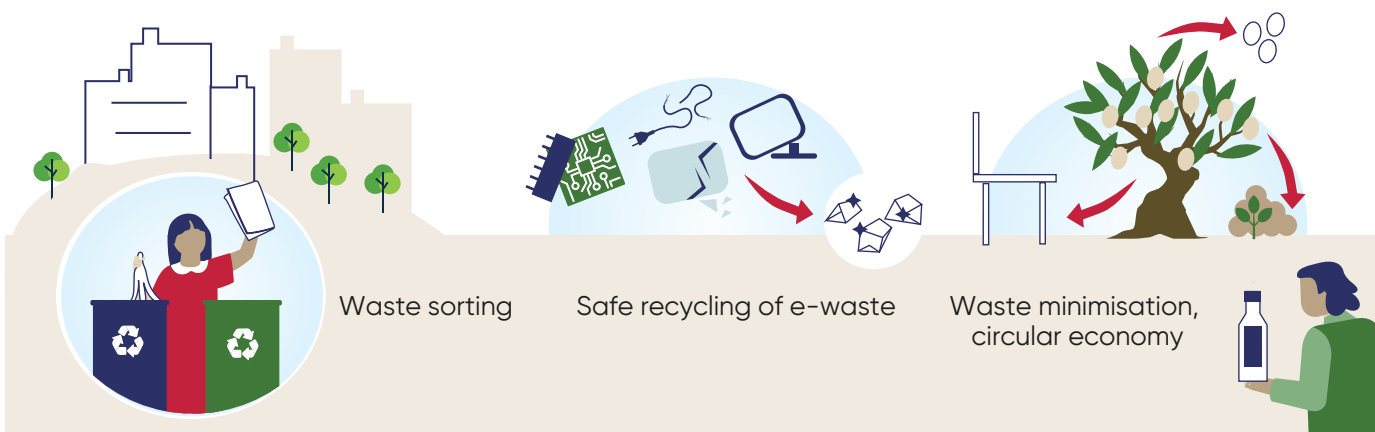 Waste sorting
Safe recycling of e-waste
Waste minimisation,
circular economy